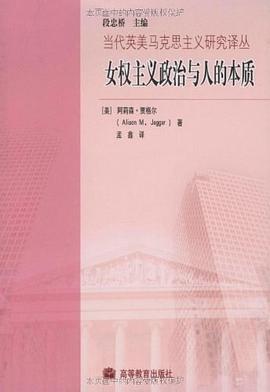 本页面中的内容受版权保护
段忠桥 主编
当代英美马克思主义研究译丛
女权主义政治与人的本质
[美] 阿莉森·贾格尔
( Alison M. Jaggar ) 著
孟鑫 译
高等教育出版社
本页面中的内容受版权保护